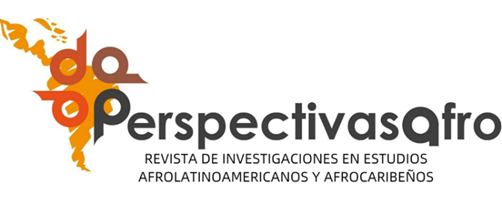 PerspectivasAfro
REVISTA DE INVESTIGACIONES EN ESTUDIOS
AFROLATINOAMERICANOS Y AFROCARIBEÑOS